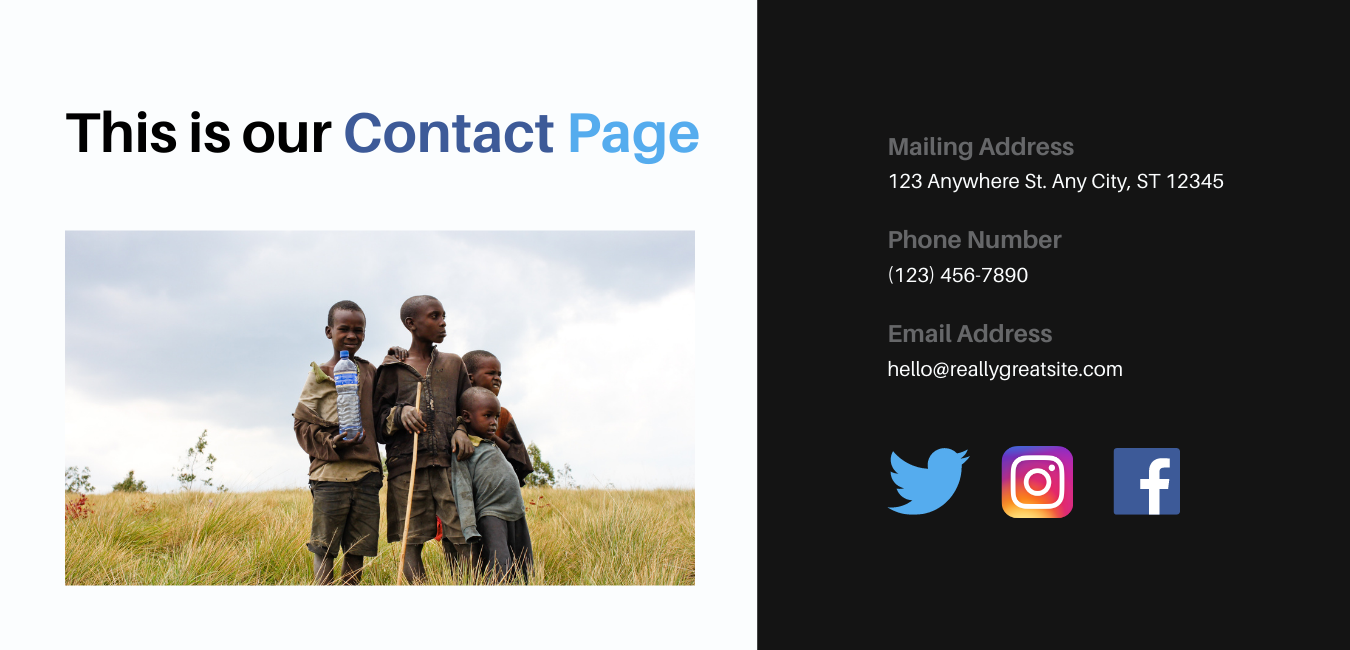 This is our Contact Page
Mailing Address
123 Anywhere St. Any City, ST 12345
Phone Number
(123) 456-7890
Email Address
hello@reallygreatsite.com